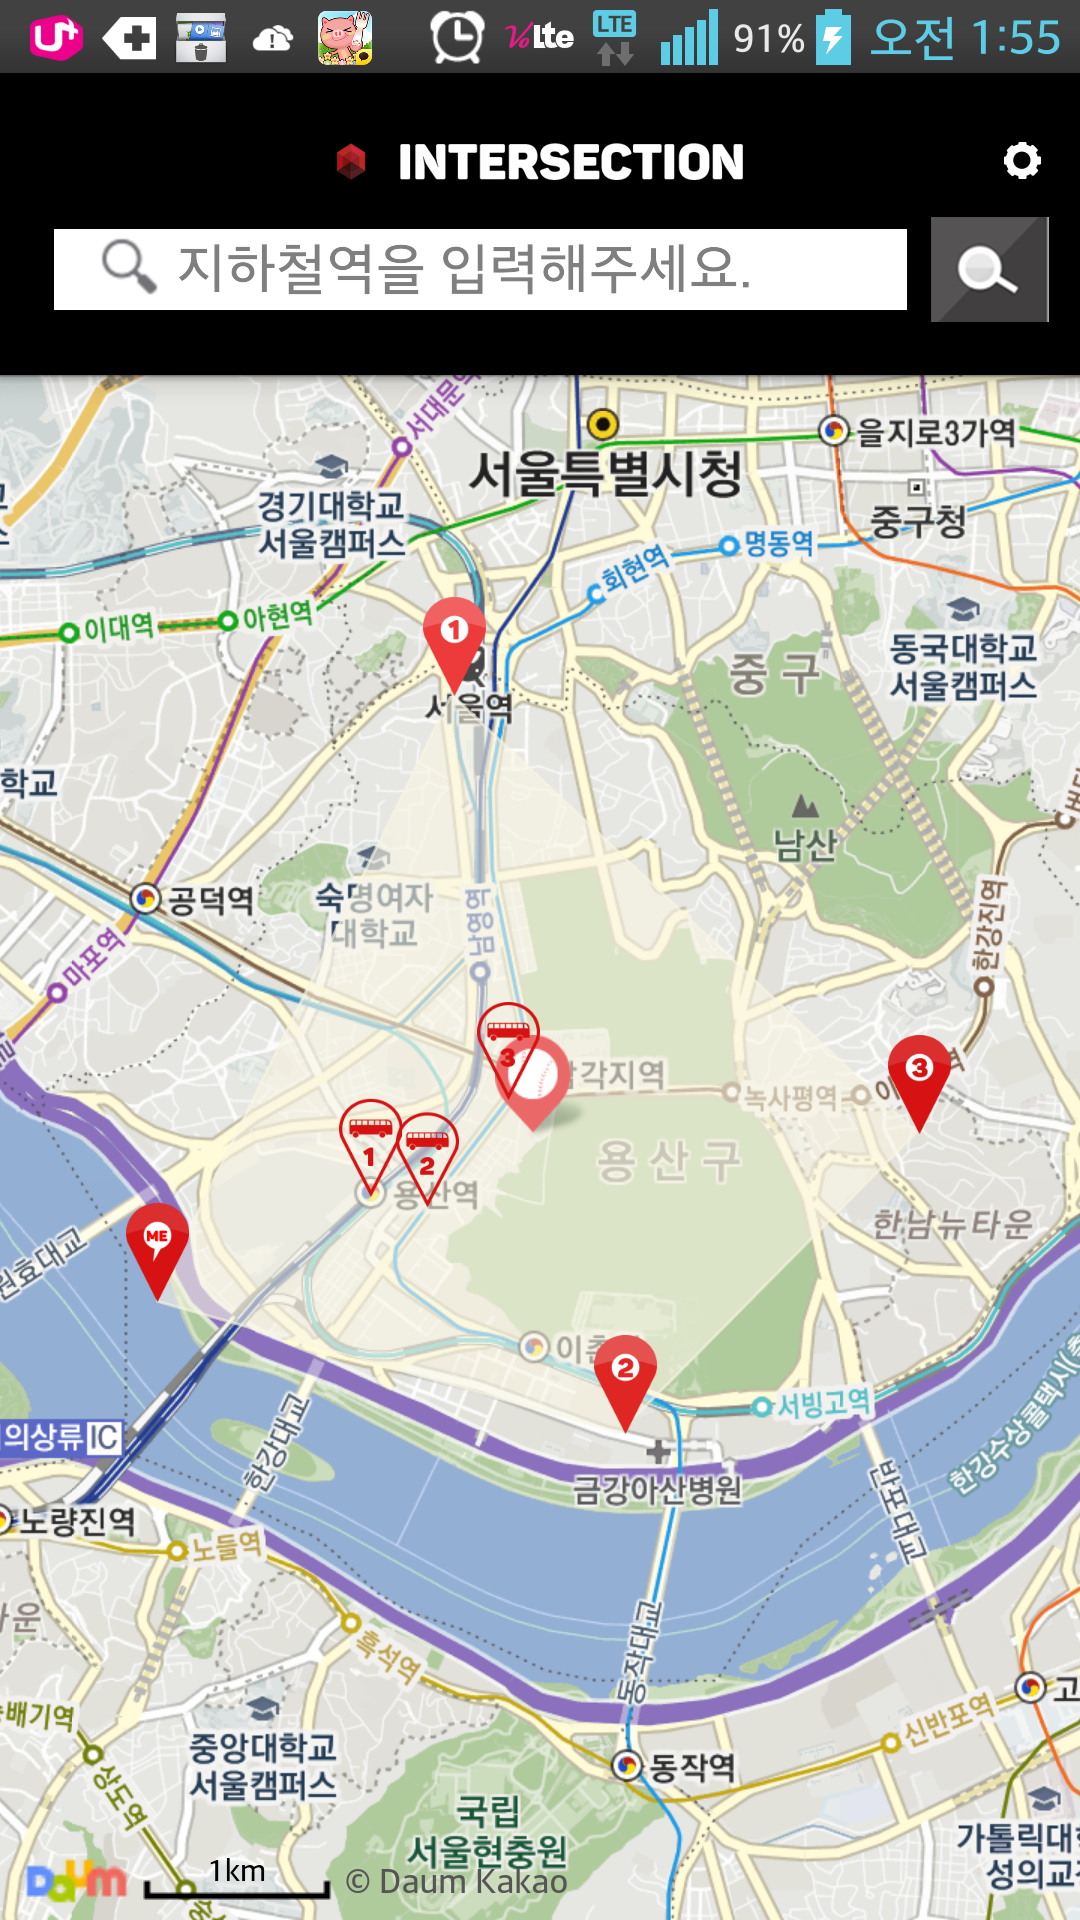 U+
LTE
91%
오전 1:55
INTERSECTION
지하철역을 입력해주세요.
서대문역
을지로3가역
서울특별시청
경기대학교
서울캠퍼스
중구청
명동역
회현역
이대역
아현역
1
동국대학교
서울캠퍼스
중구
서울역
학교
남산
숙명여자
대학교
공덕역
남영역
한강진역
마포역
3
삼각지역
녹사평역
3
1
2
용산역
용산구
한남뉴타운
ME
원효대교
이촌
2
서빙고역
한강수상콜택시
의상류IC
한강대교
금강아산병원
반포대교
노량진역
노들역
흑석역
동작대교
신반포역
고
배기역
중앙대학교
서울캠퍼스
상도역
동작역
국립
서울현충원
가톨릭대
성의교
Daum
1km
© Daum Kakao